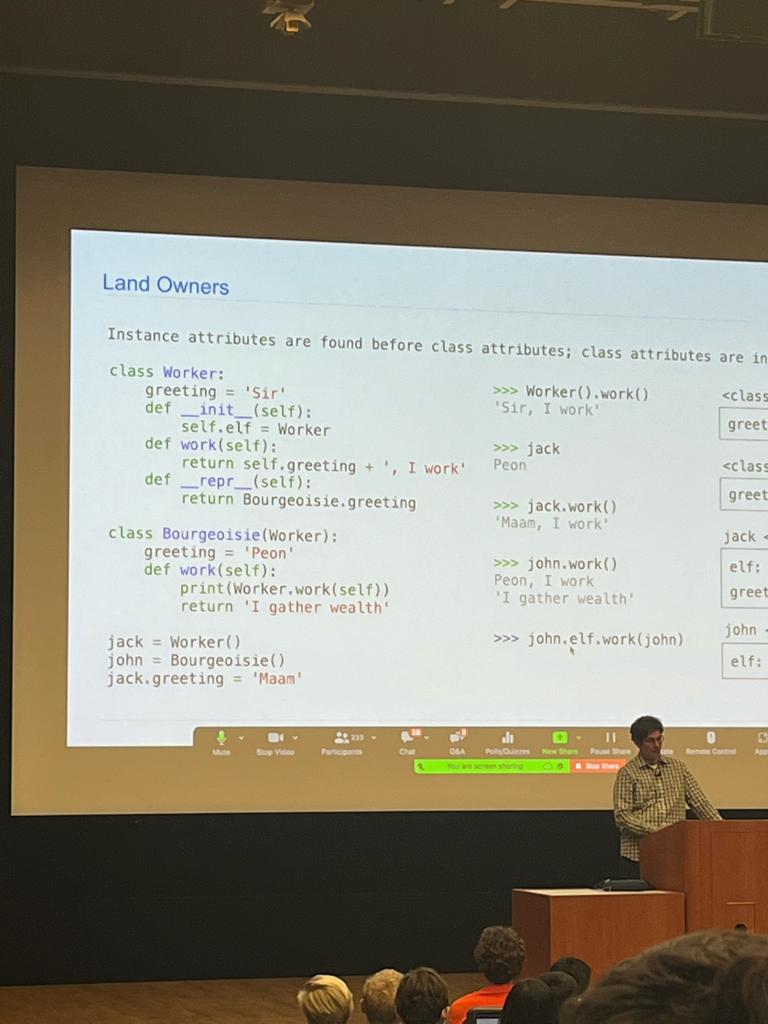 Land Owners
Instance attributes are found before class attributes; class attributes are in
class Worker:
    greeting = 'Sir'
    def __init__(self):
        self.elf = Worker
    def work(self):
        return self.greeting + ', I work'
    def __repr__(self):
        return Bourgeoisie.greeting
class Bourgeoisie(Worker):
    greeting = 'Peon'
    def work(self):
        print(Worker.work(self))
        return 'I gather wealth'
jack = Worker()
john = Bourgeoisie()
jack.greeting = 'Maam'
>>> Worker().work()
'Sir, I work'
>>> jack
Peon
>>> jack.work()
'Maam, I work'
>>> john.work()
Peon, I work
'I gather wealth'
>>> john.elf.work(john)
<class
greet
<class
greet
jack <
elf:
greet
john <
elf:
Mute Stop Video Participants 233 Chat Q&A Polls/Quizzes New Share Pause Share Remote Control
You are screen sharing Stop Share